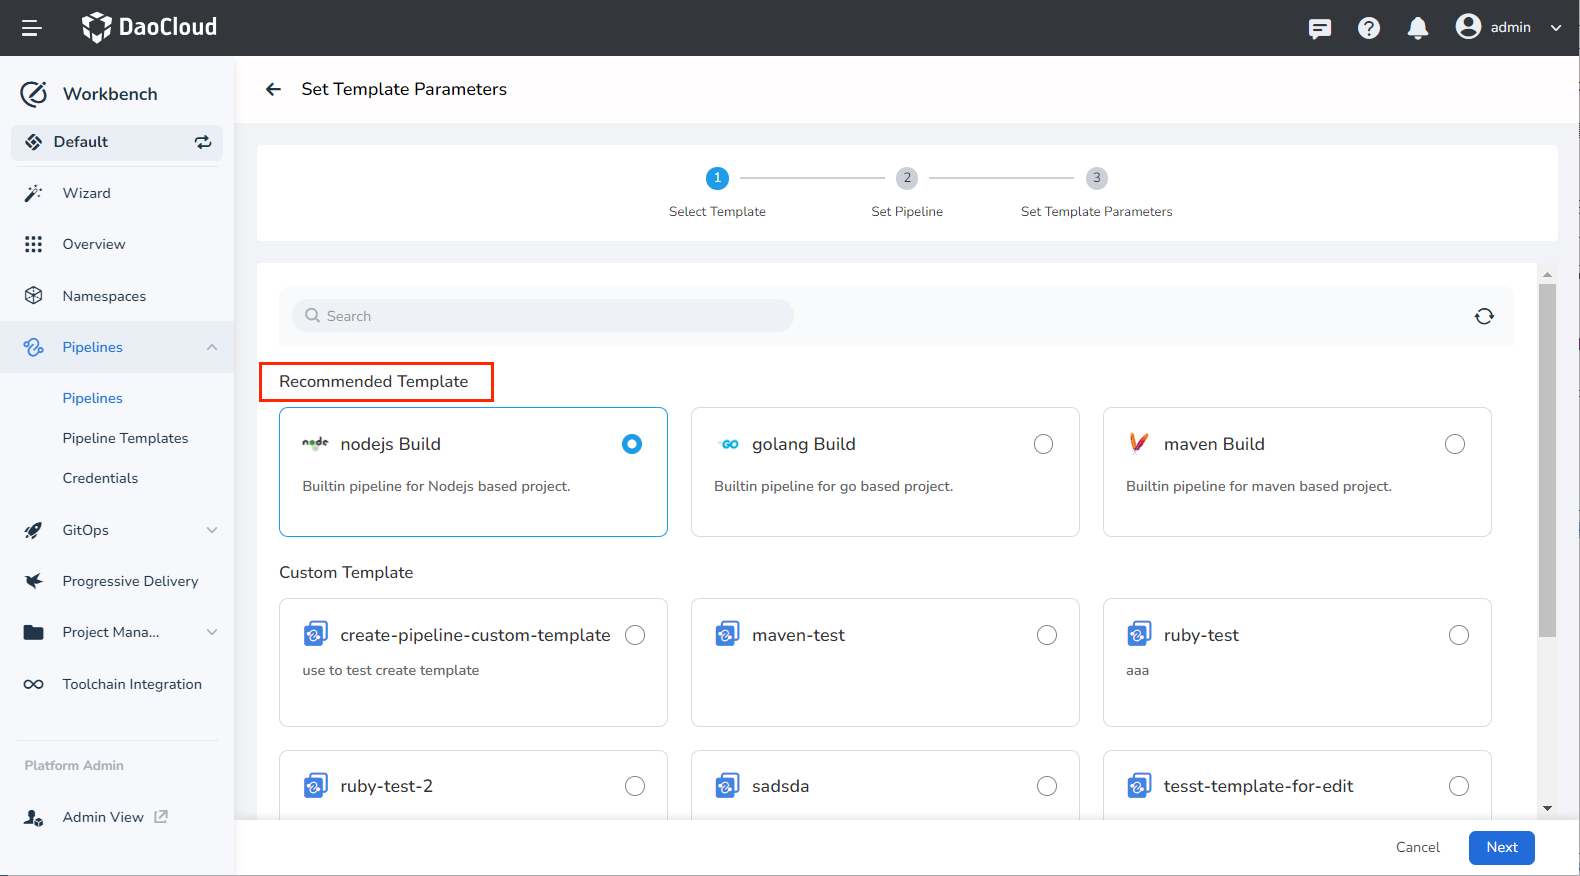 DaoCloud
admin
Workbench
Default
Wizard
Overview
Namespaces
Pipelines
Pipelines
Pipeline Templates
Credentials
GitOps
Progressive Delivery
Project Mana...
Toolchain Integration
Platform Admin
Admin View
Set Template Parameters
1
2
3
Select Template
Set Pipeline
Set Template Parameters
Search
Recommended Template
node
nodejs Build
Builtin pipeline for Nodejs based project.
GO
golang Build
Builtin pipeline for go based project.
maven Build
Builtin pipeline for maven based project.
Custom Template
create-pipeline-custom-template
use to test create template
maven-test
ruby-test
aaa
ruby-test-2
sadsda
tesst-template-for-edit
Cancel
Next